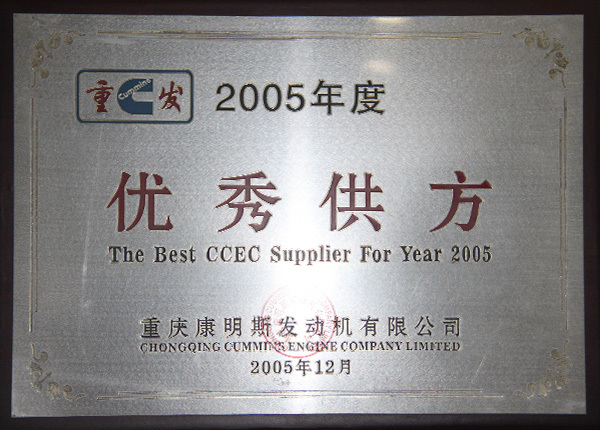 重 Cummins 发 2005年度
优秀供方
The Best CCEC Supplier For Year 2005
重庆康明斯发动机有限公司
CHONGQING CUMMINS ENGINE COMPANY LIMITED
2005年12月